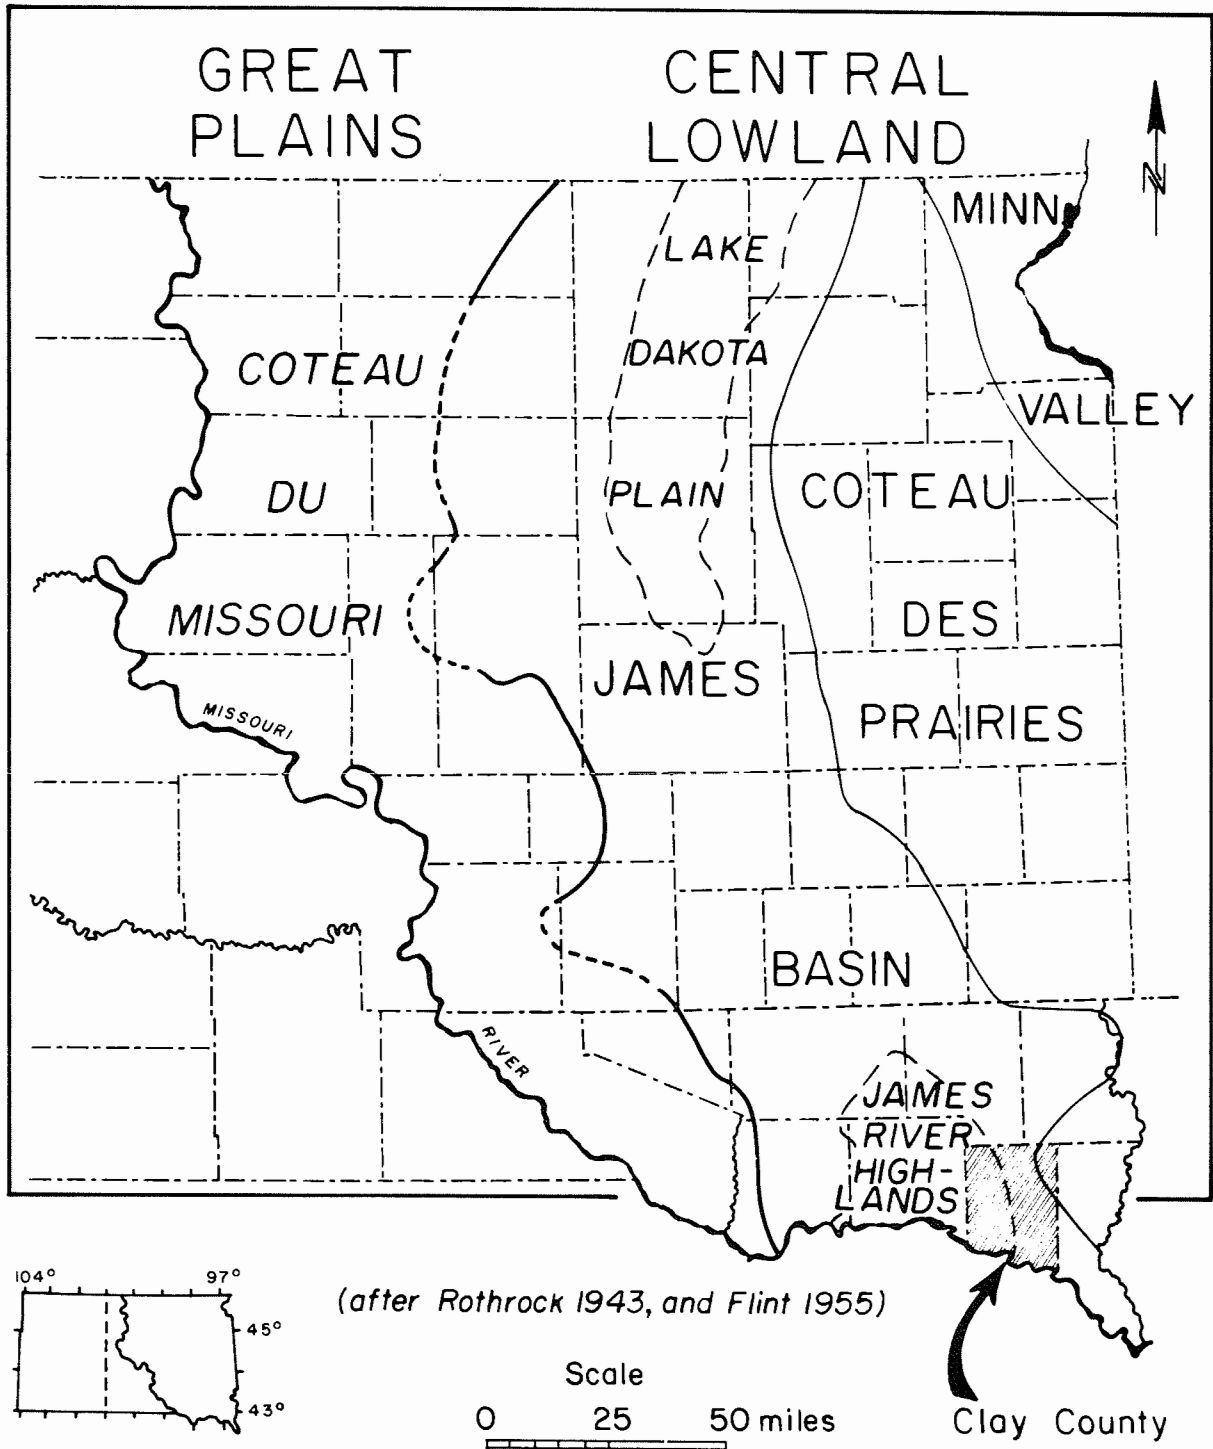 GREAT
PLAINS
CENTRAL
LOWLAND
N
MINN
LAKE
DAKOTA
PLAIN
COTEAU
DU
MISSOURI
VALLEY
COTEAU
DES
PRAIRIES
JAMES
BASIN
MISSOURI
RIVER
JAMES
RIVER
HIGH-
LANDS
104° 97°
45°
43°
(after Rothrock 1943, and Flint 1955)
Scale
0 25 50 miles
Clay County